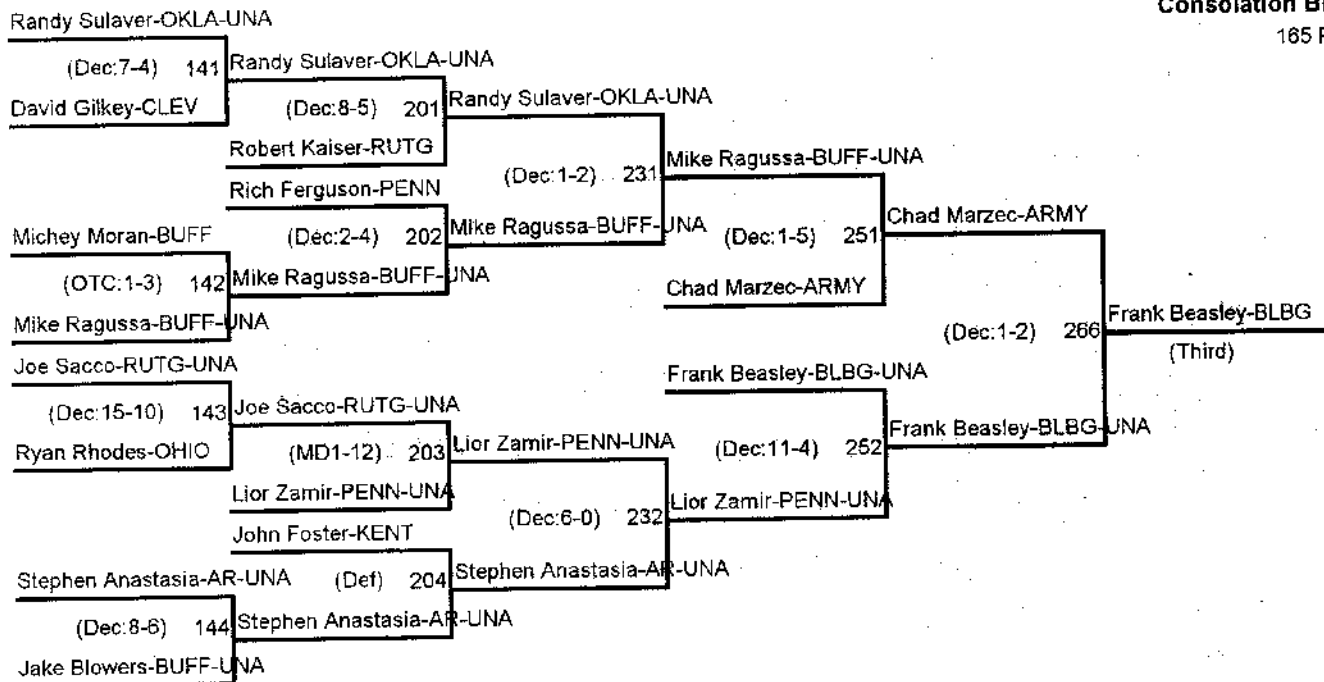 Consolation B
165
Randy Sulaver-OKLA-UNA
(Dec:7-4) 141
David Gilkey-CLEV
Randy Sulaver-OKLA-UNA
(Dec:8-5) 201
Robert Kaiser-RUTG
Randy Sulaver-OKLA-UNA
(Dec:1-2) 231
Rich Ferguson-PENN
(Dec:2-4) 202
Mike Ragussa-BUFF-UNA
Michey Moran-BUFF
(OTC:1-3) 142
Mike Ragussa-BUFF-UNA
Mike Ragussa-BUFF-UNA
Mike Ragussa-BUFF-UNA
(Dec:1-5) 251
Chad Marzec-ARMY
Chad Marzec-ARMY
(Dec:1-2) 266
Frank Beasley-BLBG
(Third)
Joe Sacco-RUTG-UNA
(Dec:15-10) 143
Ryan Rhodes-OHIO
Joe Sacco-RUTG-UNA
(MD1-12) 203
Lior Zamir-PENN-UNA
Lior Zamir-PENN-UNA
(Dec:6-0) 232
John Foster-KENT
(Def) 204
Stephen Anastasia-AR-UNA
Stephen Anastasia-AR-UNA
(Dec:8-6) 144
Jake Blowers-BUFF-UNA
Stephen Anastasia-AR-UNA
Frank Beasley-BLBG-UNA
(Dec:11-4) 252
Lior Zamir-PENN-UNA
Frank Beasley-BLBG-UNA